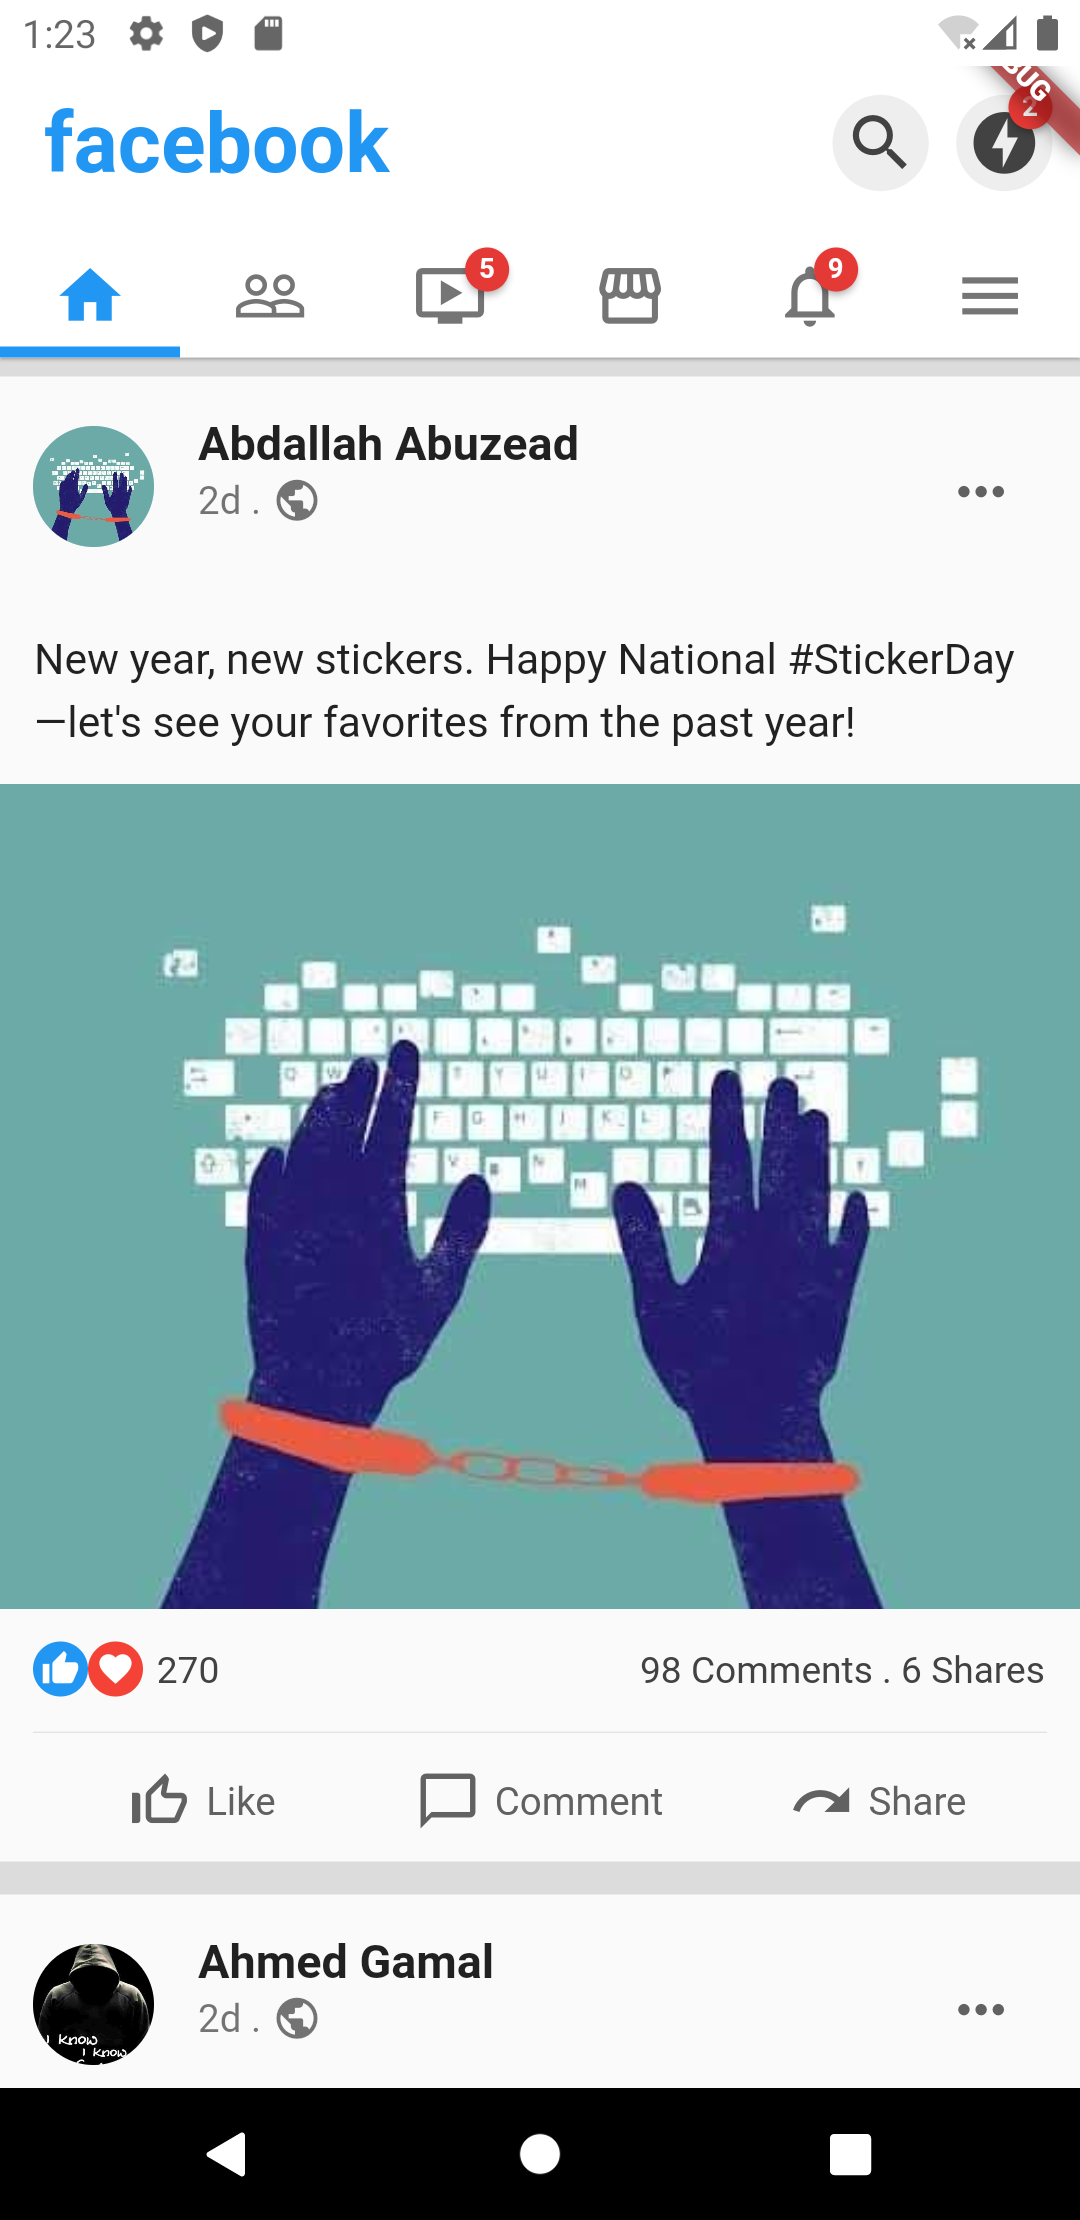 1:23
BUG
facebook
2
5
9
Abdallah Abuzead
2d .
•••
New year, new stickers. Happy National #StickerDay
—let's see your favorites from the past year!
Q W T Y U I O P
F G H J K L
V B N M
270
98 Comments . 6 Shares
Like
Comment
Share
Ahmed Gamal
2d .
•••
I Know
I Know